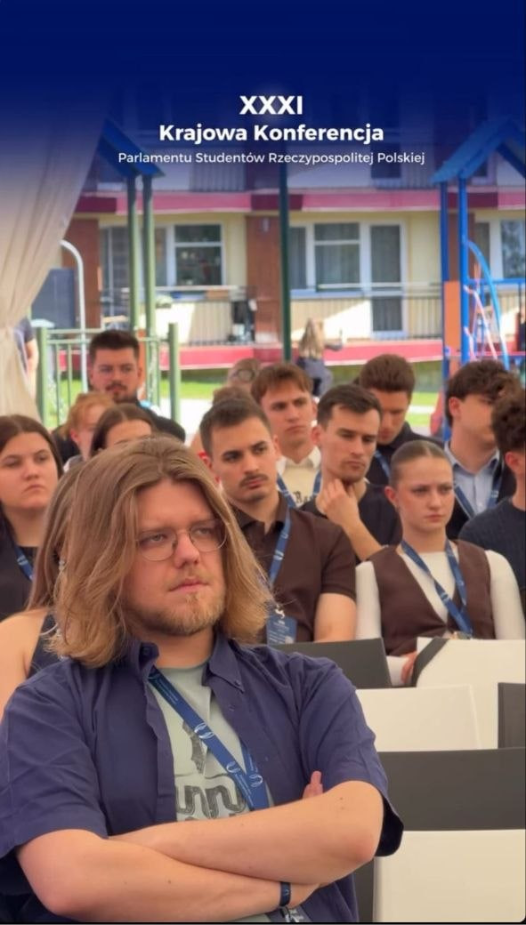 XXXI
Krajowa Konferencja
Parlamentu Studentów Rzeczypospolitej Polskiej